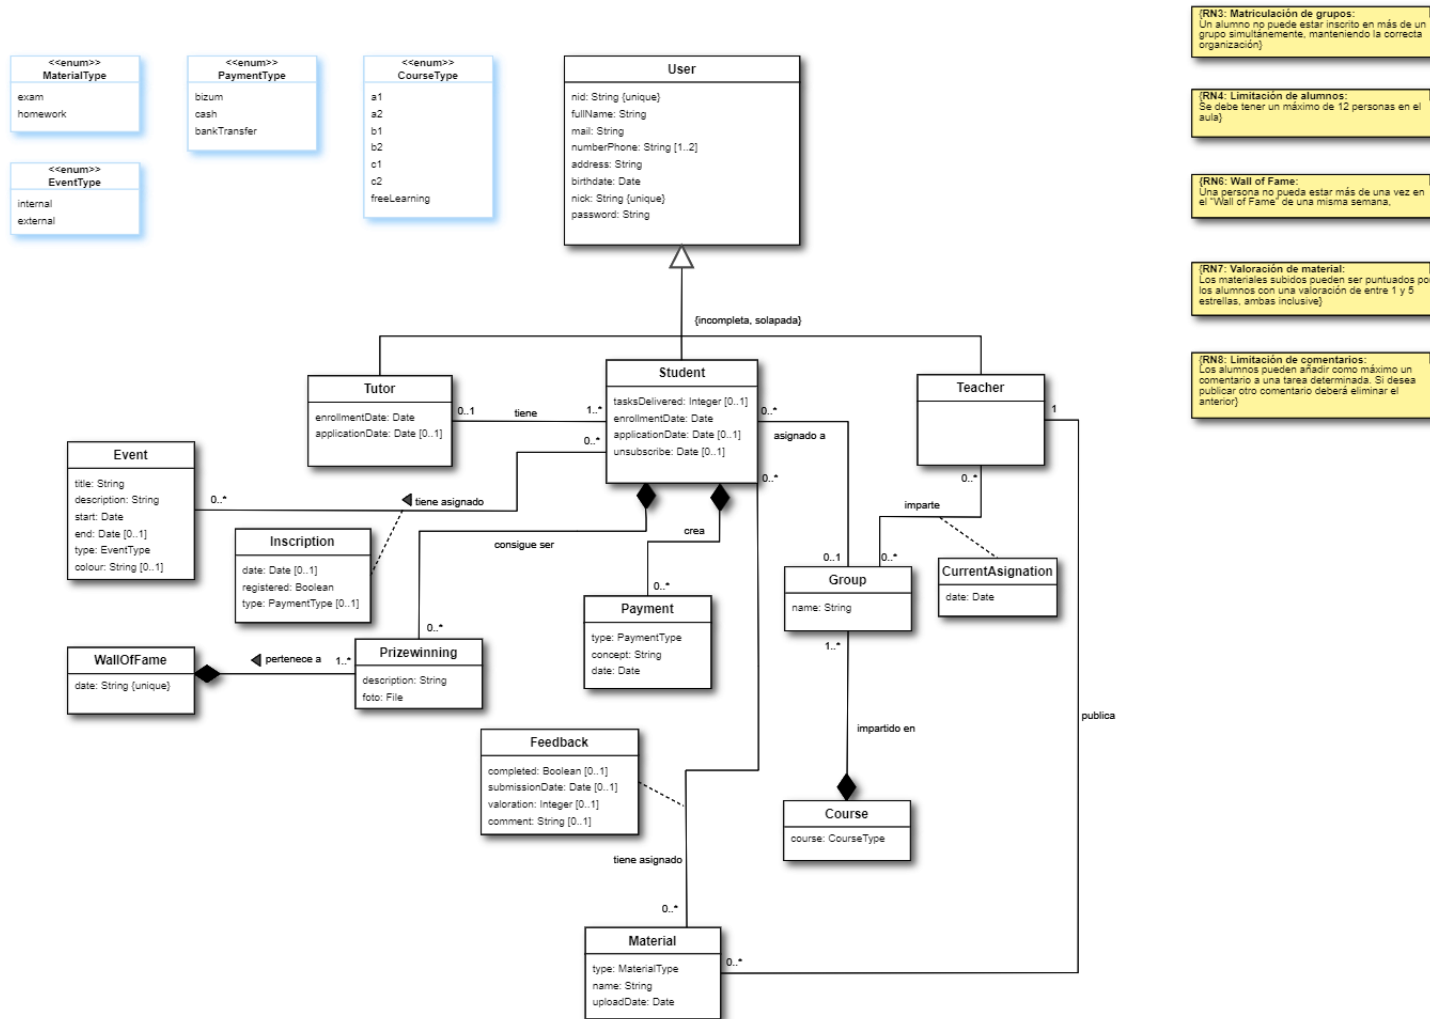 {RN3: Matriculación de grupos:
Un alumno no puede estar inscrito en más de un
grupo simultánemente, manteniendo la correcta
organización}
<<enum>>
MaterialType
exam
homework
<<enum>>
PaymentType
bizum
cash
bankTransfer
<<enum>>
CourseType
a1
a2
b1
b2
c1
c2
freeLearning
User
nid: String {unique}
fullName: String
mail: String
numberPhone: String [1..2]
address: String
birthdate: Date
nick: String {unique}
password: String
{RN4: Limitación de alumnos:
Se debe tener un máximo de 12 personas en el
aula}
<<enum>>
EventType
internal
external
{RN6: Wall of Fame:
Una persona no pueda estar más de una vez en
el "Wall of Fame" de una misma semana,
{RN7: Valoración de material:
Los materiales subidos pueden ser puntuados po
los alumnos con una valoración de entre 1 y 5
estrellas, ambas inclusive}
{incompleta, solapada}
{RN8: Limitación de comentarios:
Los alumnos pueden añadir como máximo un
comentario a una tarea determinada. Si desea
publicar otro comentario deberá eliminar el
anterior}
Tutor
enrollmentDate: Date
applicationDate: Date [0..1]
0..1
tiene
1..*
Student
tasksDelivered: Integer [0..1]
enrollmentDate: Date
applicationDate: Date [0..1]
unsubscribe: Date [0..1]
0..*
asignado a
Teacher
1
0..*
0..*
0..*
imparte
Event
title: String
description: String
start: Date
end: Date [0..1]
type: EventType
colour: String [0..1]
0..*
tiene asignado
Inscription
date: Date [0..1]
registered: Boolean
type: PaymentType [0..1]
consigue ser
crea
0..1
0..*
Group
name: String
1..*
CurrentAsignation
date: Date
0..*
Payment
type: PaymentType
concept: String
date: Date
0..*
WallOfFame
date: String {unique}
pertenece a
1..*
Prizewinning
description: String
foto: File
publica
impartido en
Feedback
completed: Boolean [0..1]
submissionDate: Date [0..1]
valoration: Integer [0..1]
comment: String [0..1]
Course
course: CourseType
tiene asignado
0..*
Material
type: MaterialType
name: String
uploadDate: Date
0..*